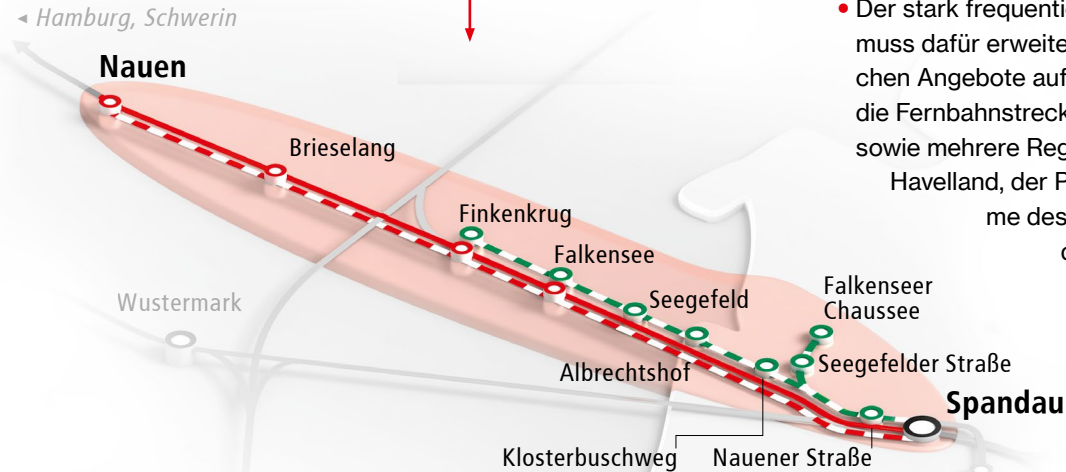 ◂ Hamburg, Schwerin
Nauen
Brieselang
Finkenkrug
Falkensee
Seegefeld
Falkenseer
Chaussee
Wustermark
Albrechtshof
Seegefelder Straße
Spandau
Klosterbuschweg
Nauener Straße
• Der stark frequenti
muss dafür erweite
chen Angebote auf
die Fernbahnstreck
sowie mehrere Reg
Havelland, der P
me des